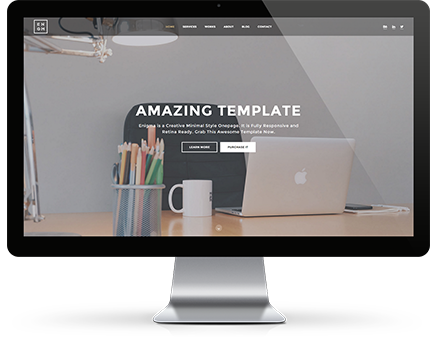 HOME SERVICES WORKS ABOUT BLOG CONTACT
AMAZING TEMPLATE
Enigma is a Creative Minimal Style Onepage. It is Fully Responsive and
Retina Ready. Grab This Awesome Template Now.
LEARN MORE PURCHASE IT